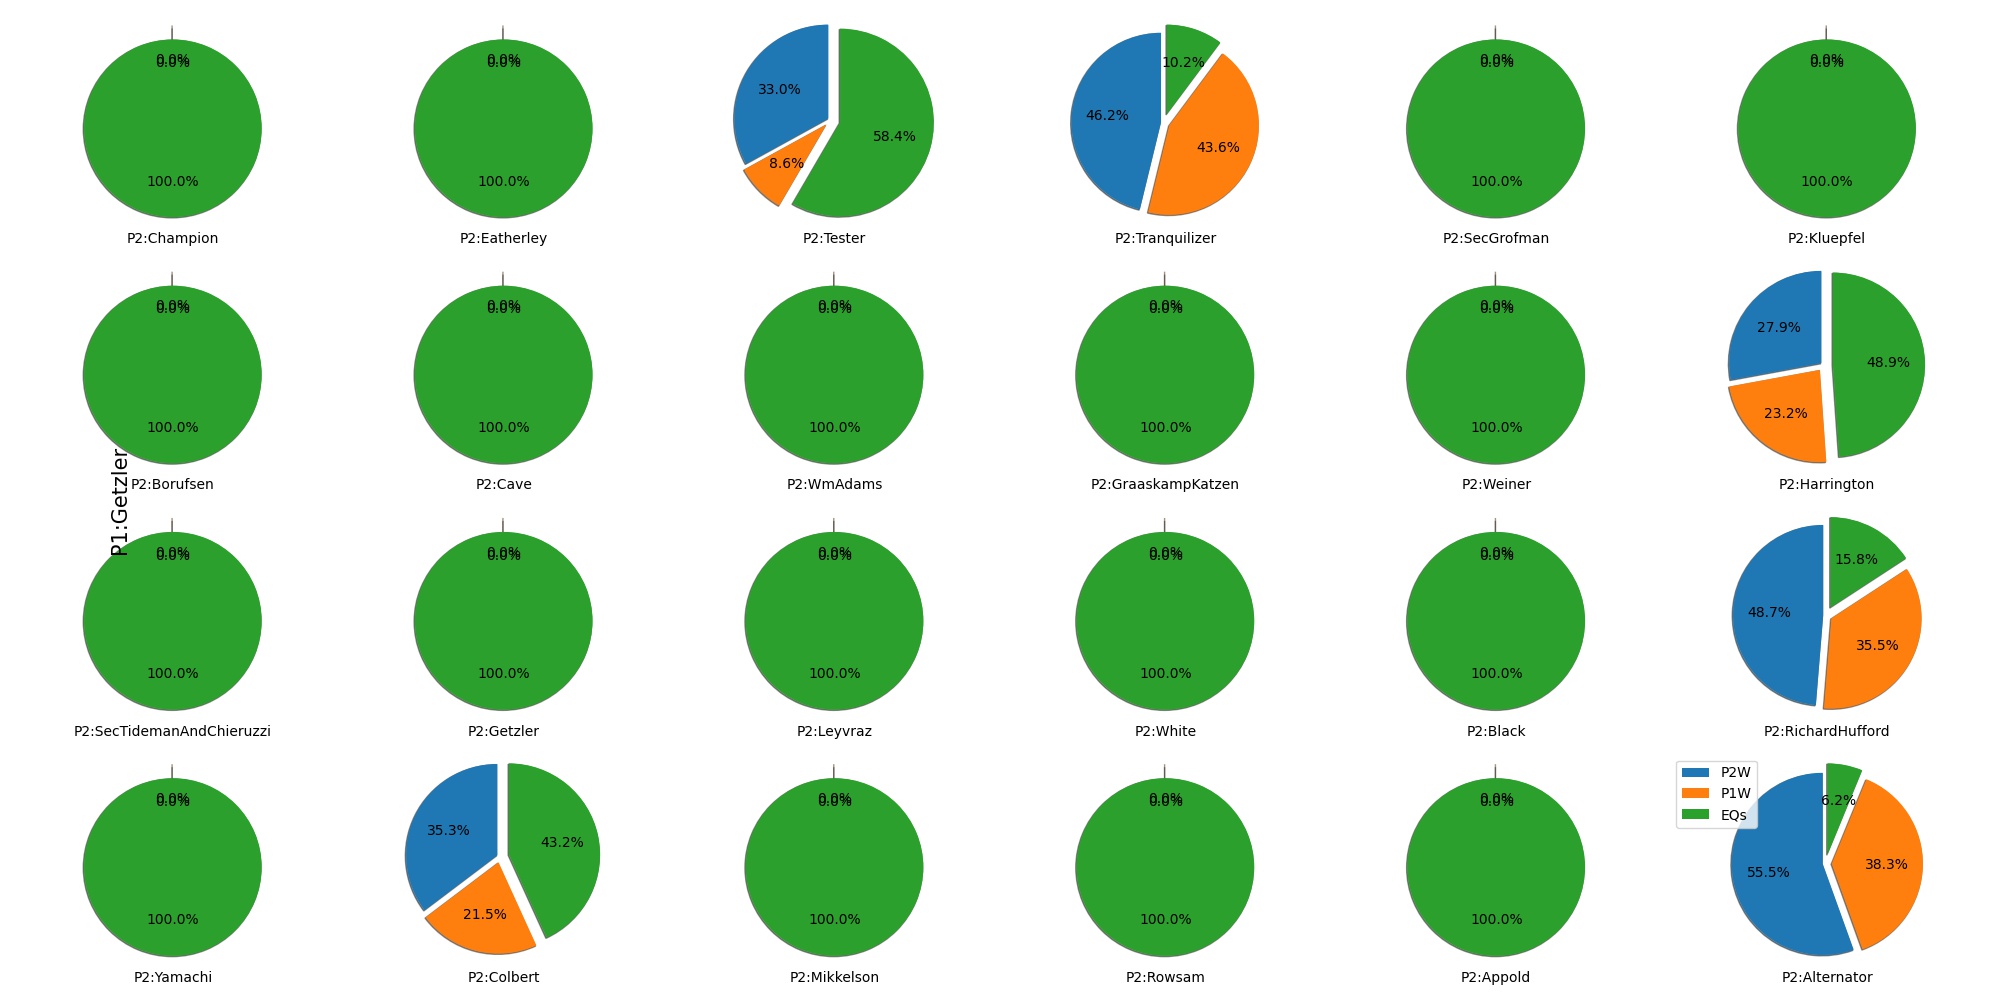 0.0%
0.0%
100.0%
P2:Champion
0.0%
0.0%
100.0%
P2:Eatherley
33.0%
8.6%
58.4%
P2:Tester
46.2%
43.6%
10.2%
P2:Tranquilizer
0.0%
0.0%
100.0%
P2:SecGrofman
0.0%
0.0%
100.0%
P2:Kluepfel
0.0%
0.0%
100.0%
P2:Borufsen
0.0%
0.0%
100.0%
P2:Cave
0.0%
0.0%
100.0%
P2:WmAdams
0.0%
0.0%
100.0%
P2:GraaskampKatzen
0.0%
0.0%
100.0%
P2:Weiner
27.9%
23.2%
48.9%
P2:Harrington
P1:Getzler
0.0%
0.0%
100.0%
P2:SecTidemanAndChieruzzi
0.0%
0.0%
100.0%
P2:Getzler
0.0%
0.0%
100.0%
P2:Leyvraz
0.0%
0.0%
100.0%
P2:White
0.0%
0.0%
100.0%
P2:Black
48.7%
35.5%
15.8%
P2:RichardHufford
0.0%
0.0%
100.0%
P2:Yamachi
35.3%
21.5%
43.2%
P2:Colbert
0.0%
0.0%
100.0%
P2:Mikkelson
0.0%
0.0%
100.0%
P2:Rowsam
0.0%
0.0%
100.0%
P2:Appold
P2W
P1W
EQs
55.5%
38.3%
6.2%
P2:Alternator